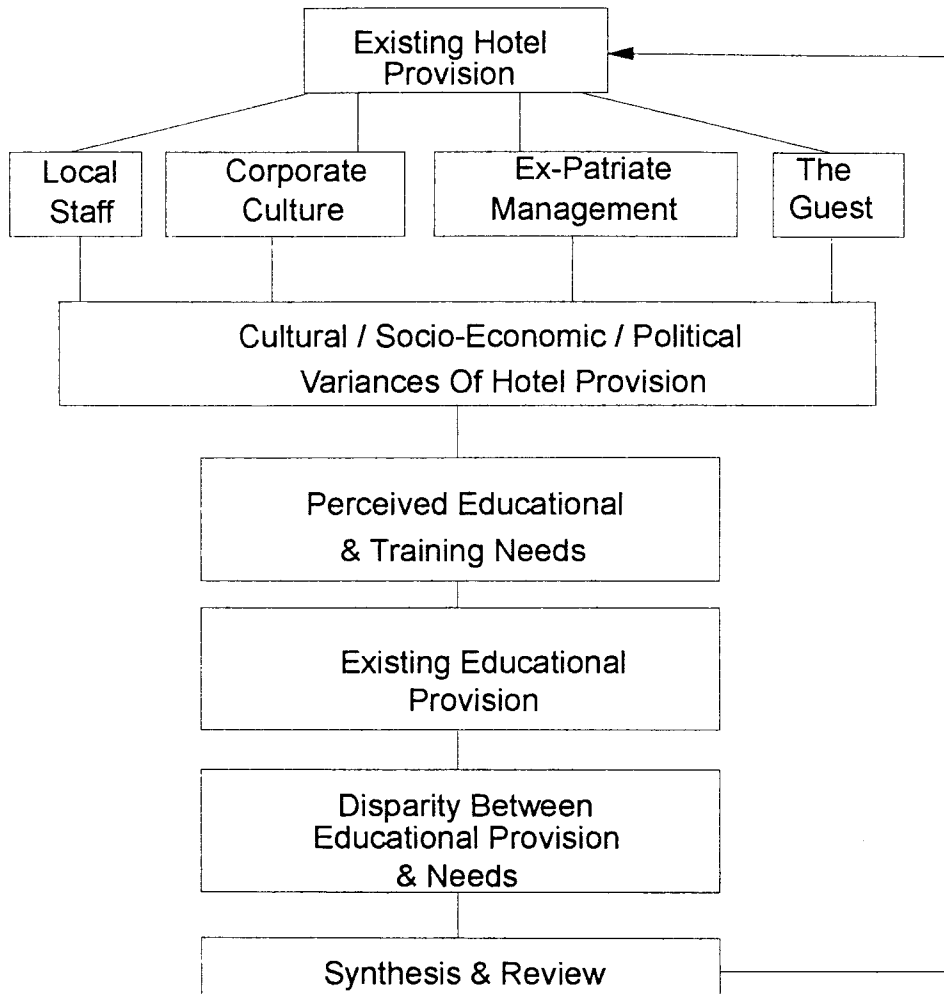 Existing Hotel
Provision
Local
Staff
Corporate
Culture
Ex-Patriate
Management
The
Guest
Cultural / Socio-Economic / Political
Variances Of Hotel Provision
Perceived Educational
& Training Needs
Existing Educational
Provision
Disparity Between
Educational Provision
& Needs
Synthesis & Review